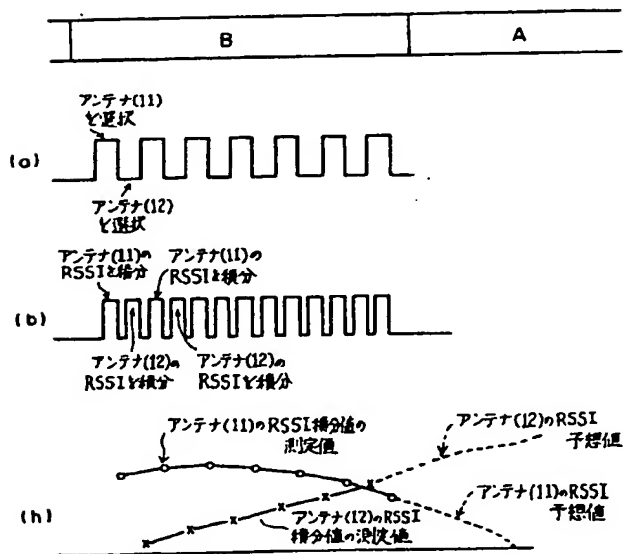 B
A
アンテナ(11)
を選択
(a)
アンテナ(12)
を選択
アンテナ(11)の
RSSIを積分
アンテナ(11)の
RSSIを積分
(b)
アンテナ(12)の
RSSIを積分
アンテナ(12)の
RSSIを積分
アンテナ(11)のRSSI積分値の
測定値
アンテナ(12)のRSSI
予想値
(h)
アンテナ(12)のRSSI
積分値の測定値
アンテナ(11)のRSSI
予想値